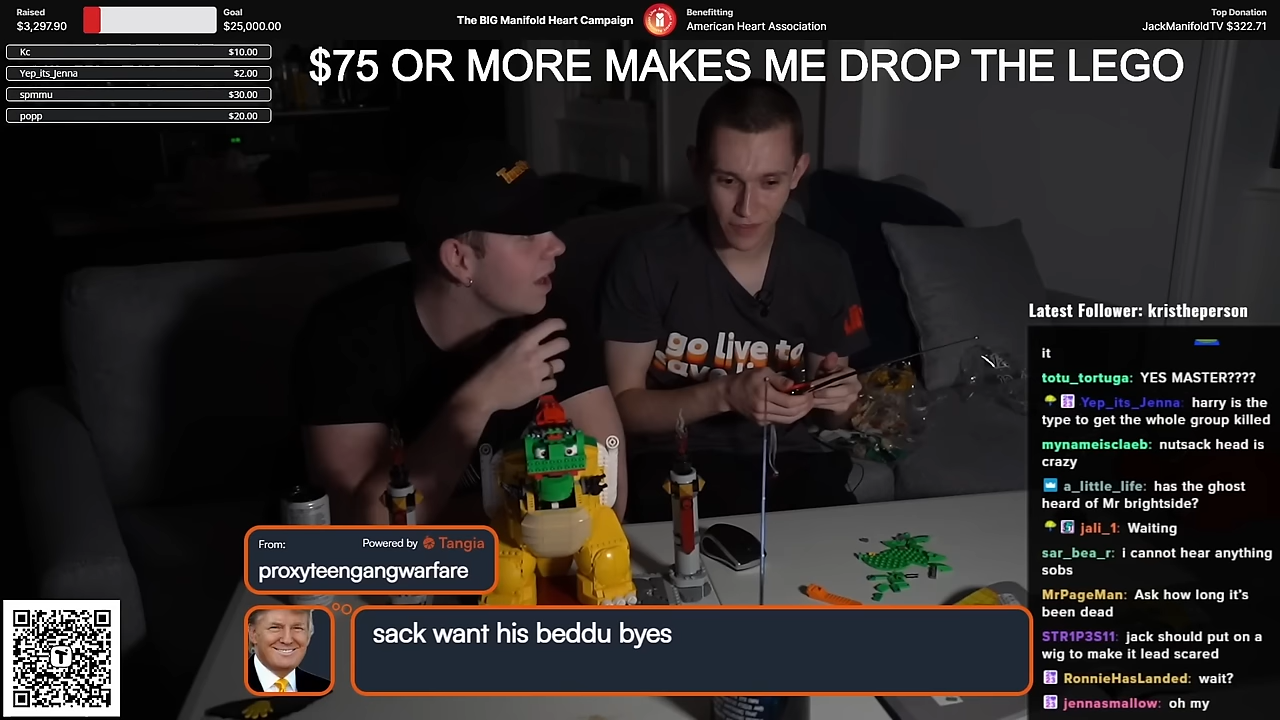 Raised
$3,297.90
Goal
$25,000.00
The BIG Manifold Heart Campaign
Benefitting
American Heart Association
Top Donation
JackManifoldTV $322.71
Kc $10.00
Yep_its_Jenna $2.00
spmmu $30.00
popp $20.00
$75 OR MORE MAKES ME DROP THE LEGO
go live to
Latest Follower: kristheperson
it
totu_tortuga: YES MASTER????
Yep_its_Jenna: harry is the
type to get the whole group killed
mynameisclaeb: nutsack head is
crazy
a_little_life: has the ghost
heard of Mr brightside?
jali_1: Waiting
sar_bea_r: i cannot hear anything
sobs
MrPageMan: Ask how long it's
been dead
STR1P3S11: jack should put on a
wig to make it lead scared
RonnieHasLanded: wait?
jennasmallow: oh my
From:
Powered by Tangia
proxyteengangwarfare
sack want his beddu byes